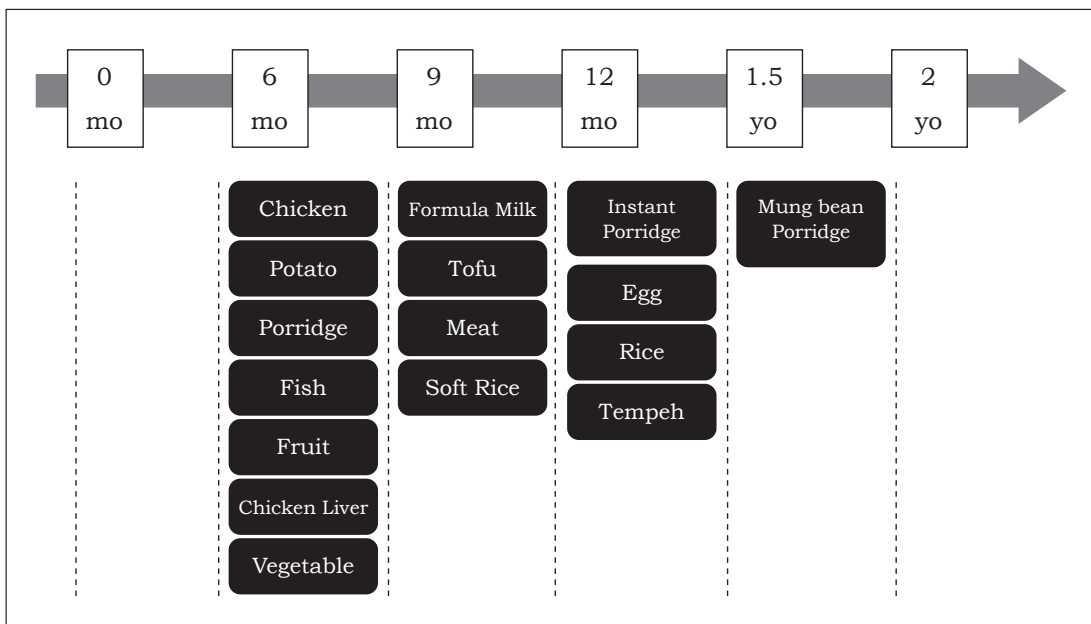 0
mo
6
mo
9
mo
12
mo
1.5
yo
2
yo
Chicken
Potato
Porridge
Fish
Fruit
Chicken Liver
Vegetable
Formula Milk
Tofu
Meat
Soft Rice
Instant
Porridge
Egg
Rice
Tempeh
Mung bean
Porridge